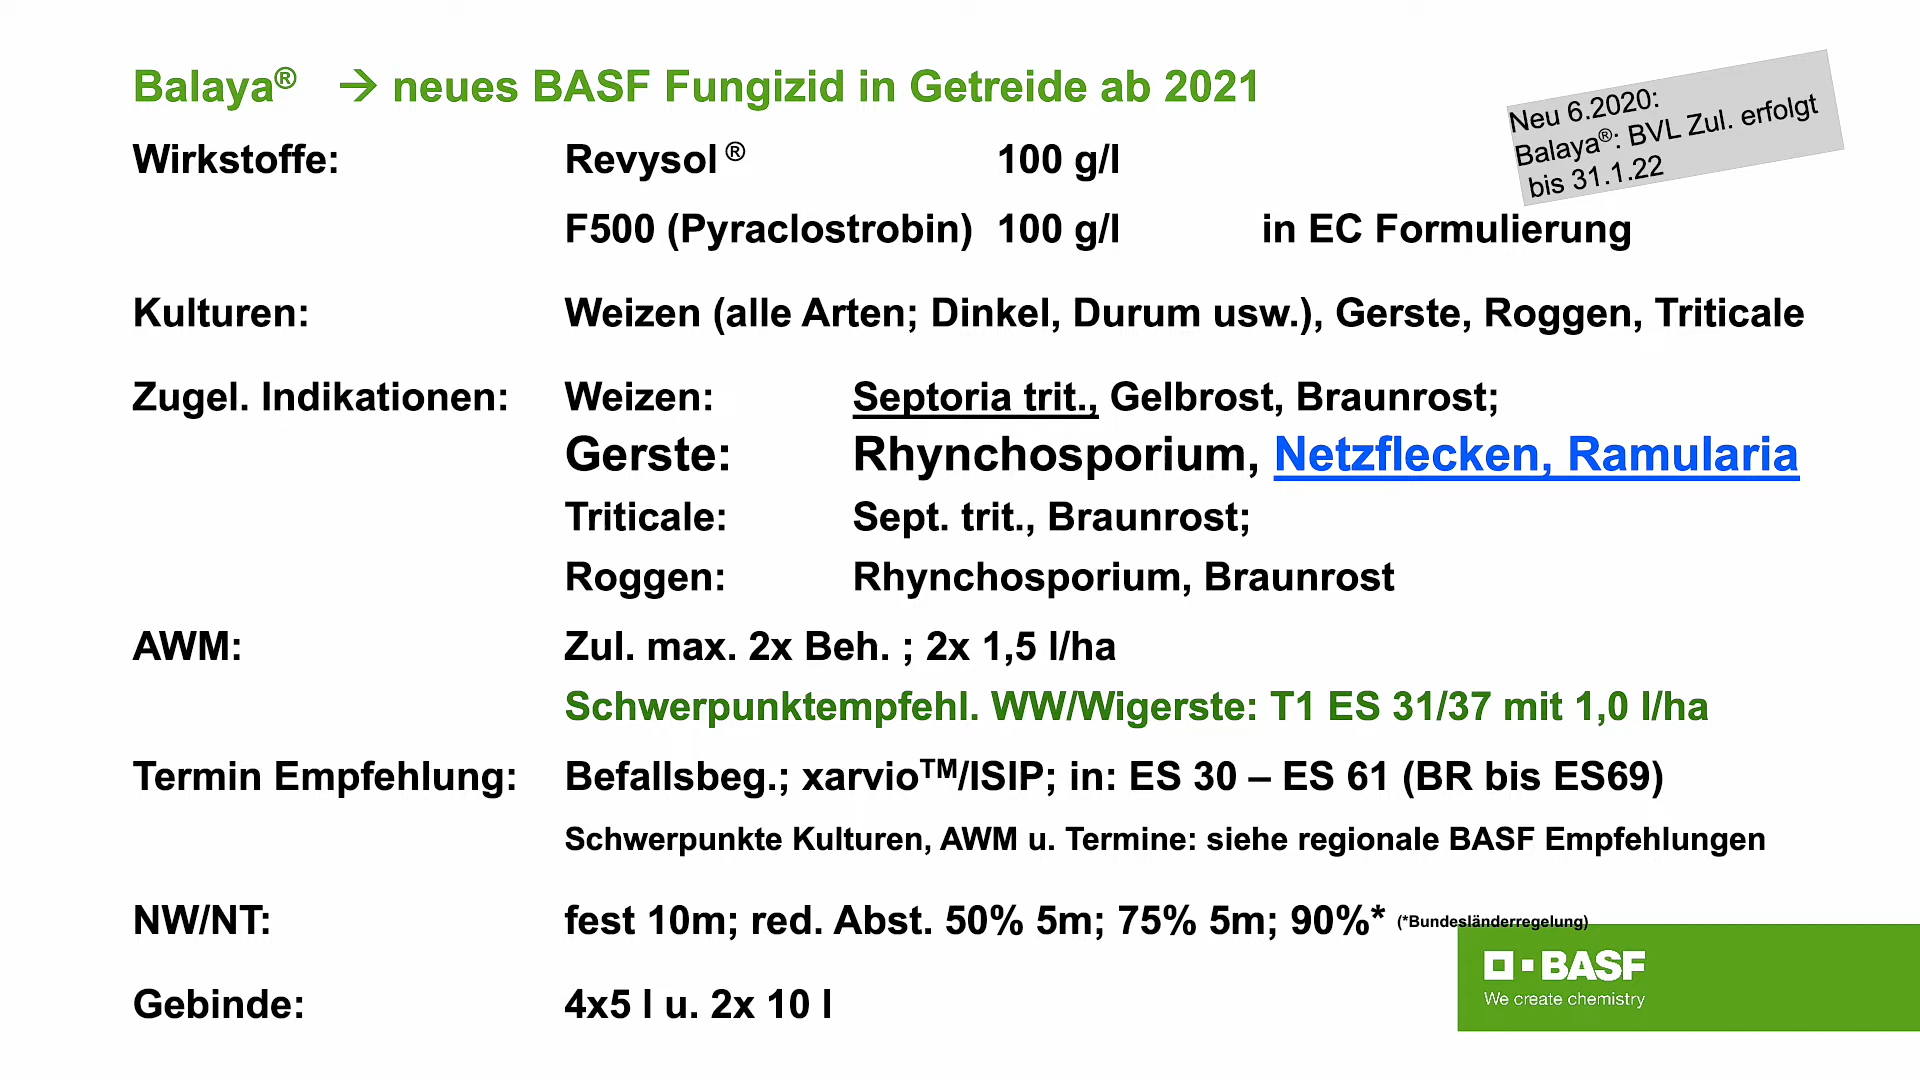 Balaya® → neues BASF Fungizid in Getreide ab 2021
Neu 6.2020:
Balaya®: BVL Zul. erfolgt
bis 31.1.22
Wirkstoffe: Revysol ® 100 g/l
F500 (Pyraclostrobin) 100 g/l in EC Formulierung
Kulturen: Weizen (alle Arten; Dinkel, Durum usw.), Gerste, Roggen, Triticale
Zugel. Indikationen: Weizen: Septoria trit., Gelbrost, Braunrost;
Gerste: Rhynchosporium, Netzflecken, Ramularia
Triticale: Sept. trit., Braunrost;
Roggen: Rhynchosporium, Braunrost
AWM: Zul. max. 2x Beh. ; 2x 1,5 l/ha
Schwerpunktempfehl. WW/Wigerste: T1 ES 31/37 mit 1,0 l/ha
Termin Empfehlung: Befallsbeg.; xarvio™/ISIP; in: ES 30 – ES 61 (BR bis ES69)
Schwerpunkte Kulturen, AWM u. Termine: siehe regionale BASF Empfehlungen
NW/NT: fest 10m; red. Abst. 50% 5m; 75% 5m; 90%* (*Bundesländerregelung)
Gebinde: 4x5 l u. 2x 10 l
BASF
We create chemistry